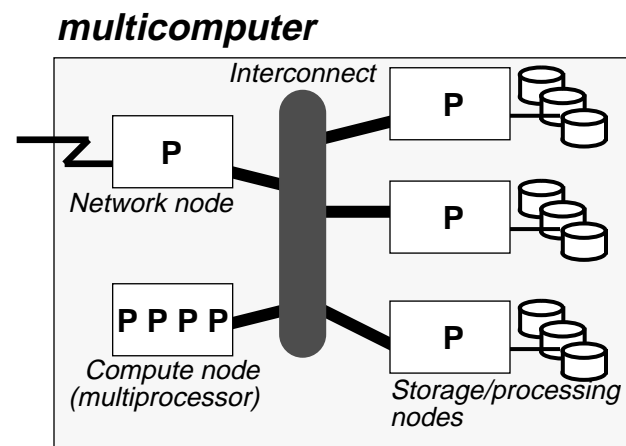 multicomputer
Interconnect
P
P
Network node
P
P P P P
P
Compute node
(multiprocessor)
Storage/processing
nodes